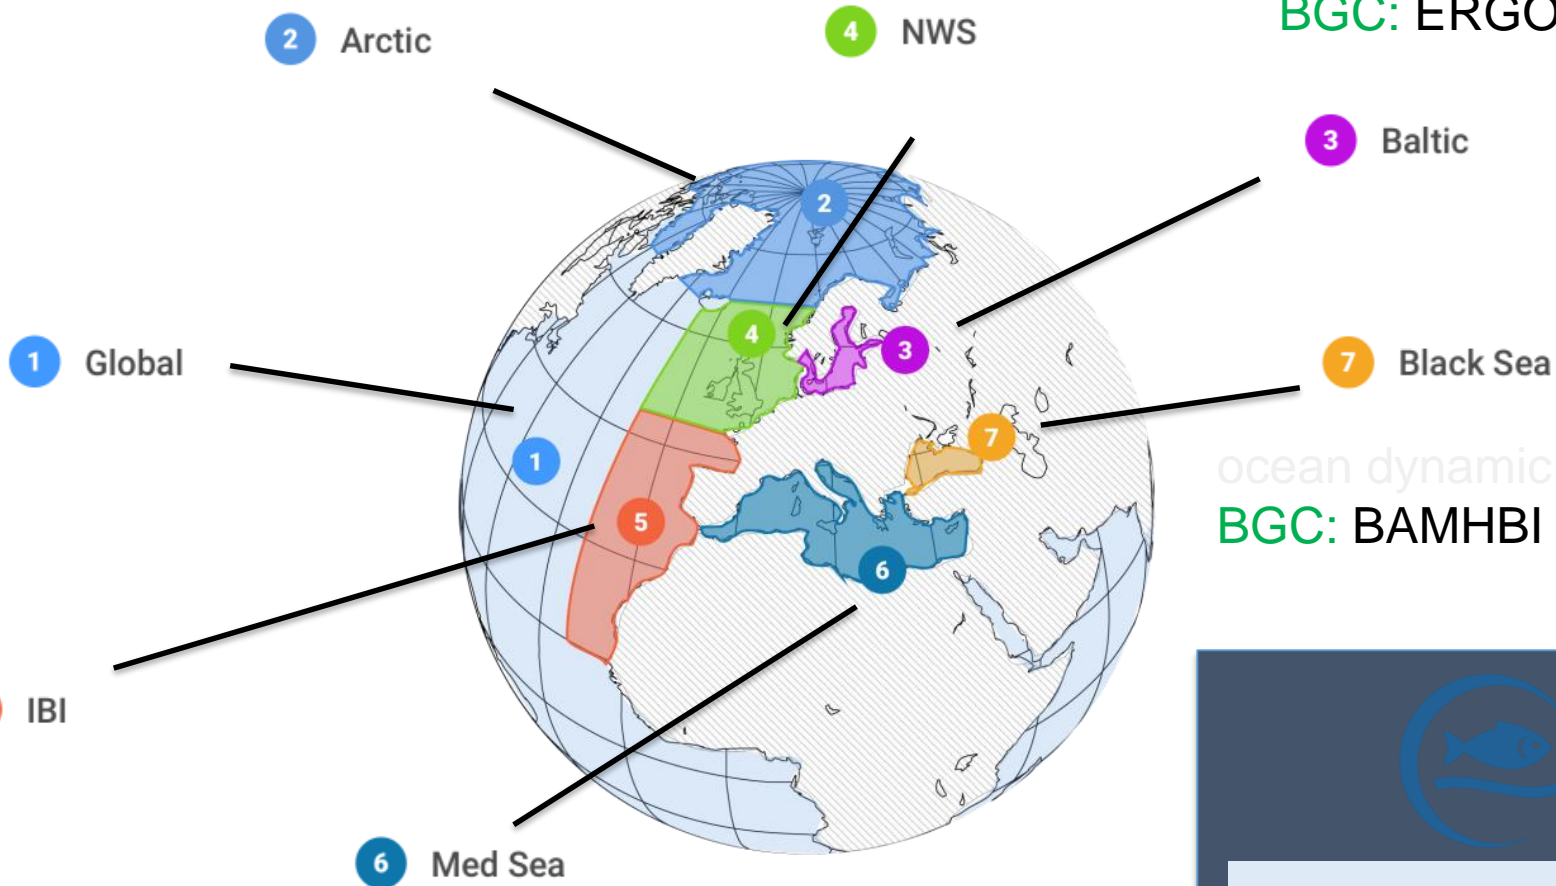 BGC: ERGO
2 Arctic
4 NWS
3 Baltic
2
4
3
1 Global
7 Black Sea
7
1
ocean dynamic
5
BGC: BAMHBI
6
IBI
6 Med Sea